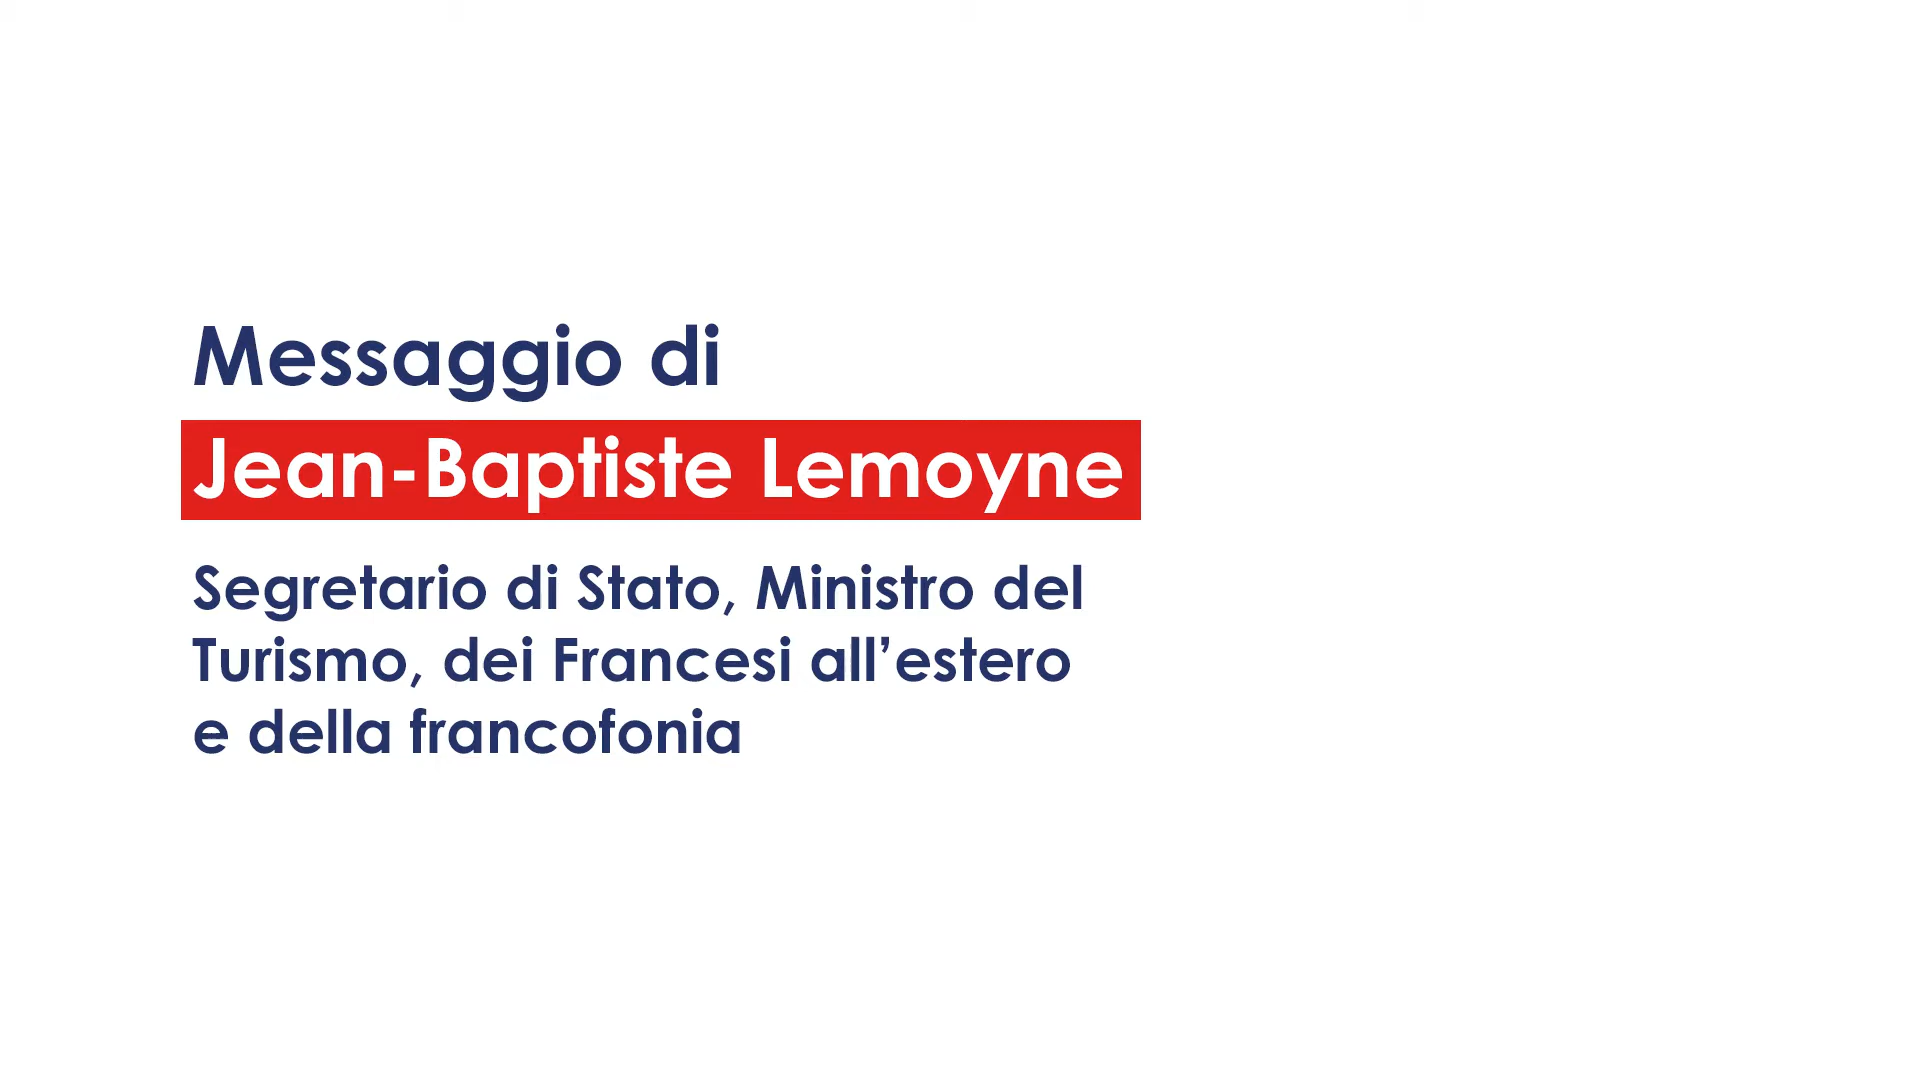 Messaggio di
Jean-Baptiste Lemoyne
Segretario di Stato, Ministro del
Turismo, dei Francesi all’estero
e della francofonia